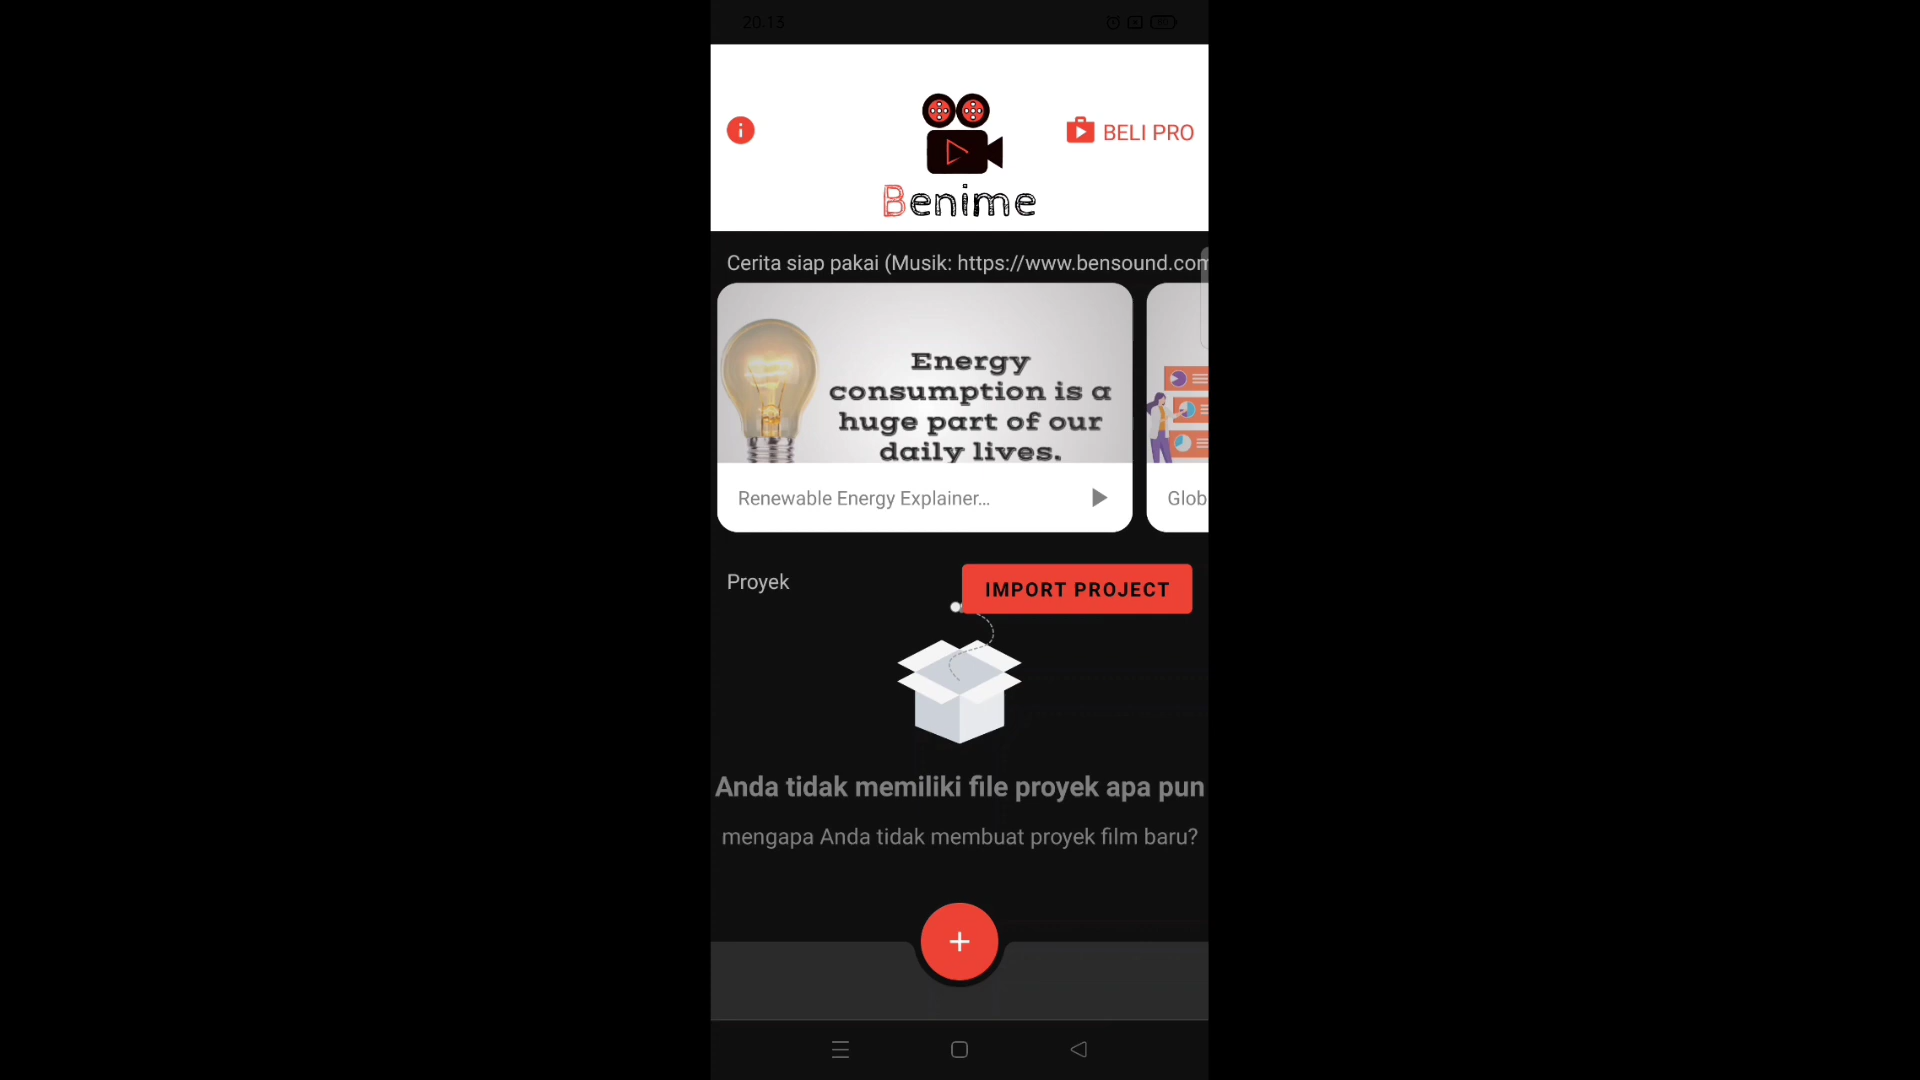 20.13
BELI PRO
Benime
Cerita siap pakai (Musik: https://www.bensound.com
Energy
consumption is a
huge part of our
daily lives.
Renewable Energy Explainer...
Glob
Proyek
IMPORT PROJECT
Anda tidak memiliki file proyek apa pun
mengapa Anda tidak membuat proyek film baru?